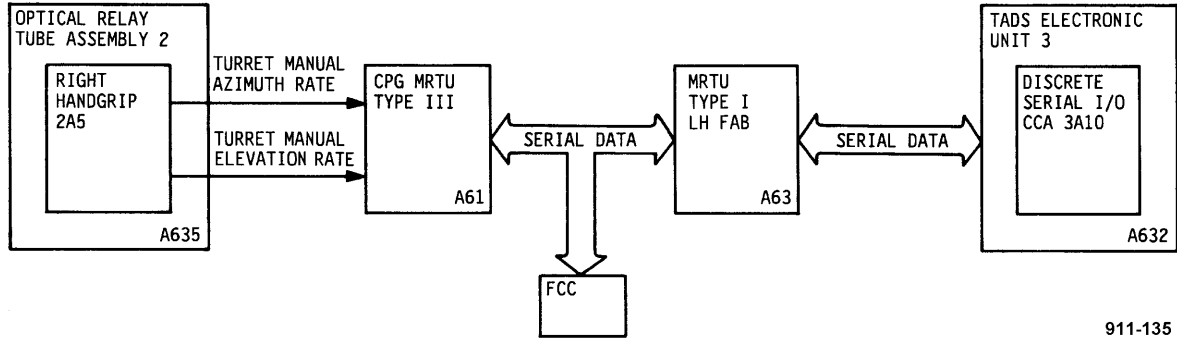 OPTICAL RELAY
TUBE ASSEMBLY 2
RIGHT
HANDGRIP
2A5
A635
TURRET MANUAL
AZIMUTH RATE
TURRET MANUAL
ELEVATION RATE
CPG MRTU
TYPE III
A61
SERIAL DATA
FCC
MRTU
TYPE I
LH FAB
A63
SERIAL DATA
TADS ELECTRONIC
UNIT 3
DISCRETE
SERIAL I/O
CCA 3A10
A632
911-135